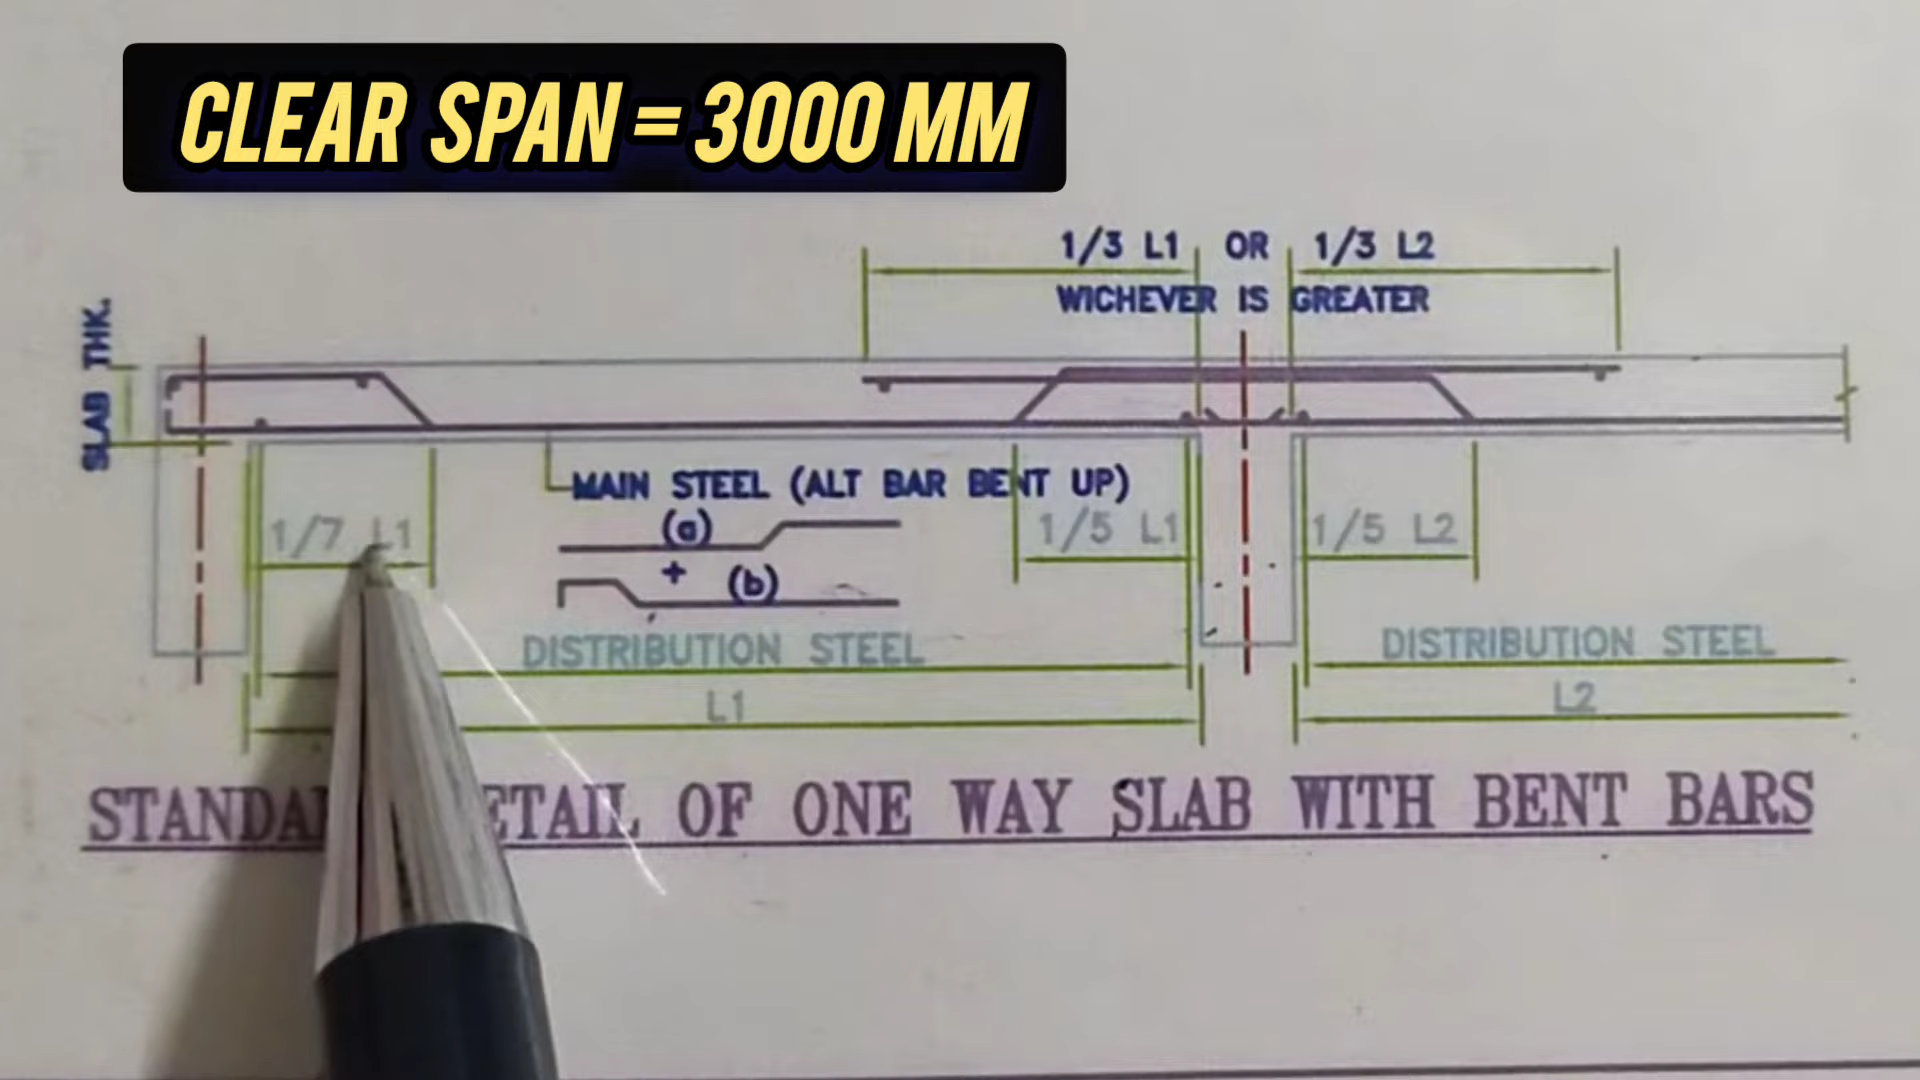 CLEAR SPAN = 3000 MM
1/3 L1 OR 1/3 L2
WICHEVER IS GREATER
SLAB THK.
MAIN STEEL (ALT BAR BENT UP)
1/7 L1
(a)
1/5 L1
1/5 L2
+ (b)
DISTRIBUTION STEEL
DISTRIBUTION STEEL
L1
L2
OF ONE WAY SLAB WITH BENT BARS